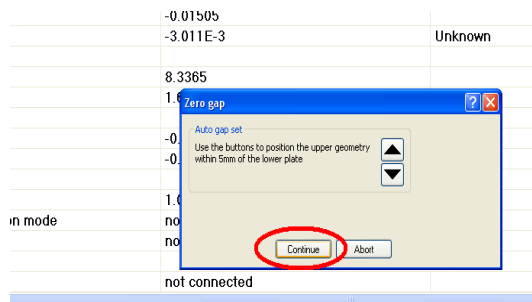 -0.01505
-3.011E-3 Unknown
8.3365
Zero gap
Auto gap set
Use the buttons to position the upper geometry
within 5mm of the lower plate
on mode
Continue Abort
not connected